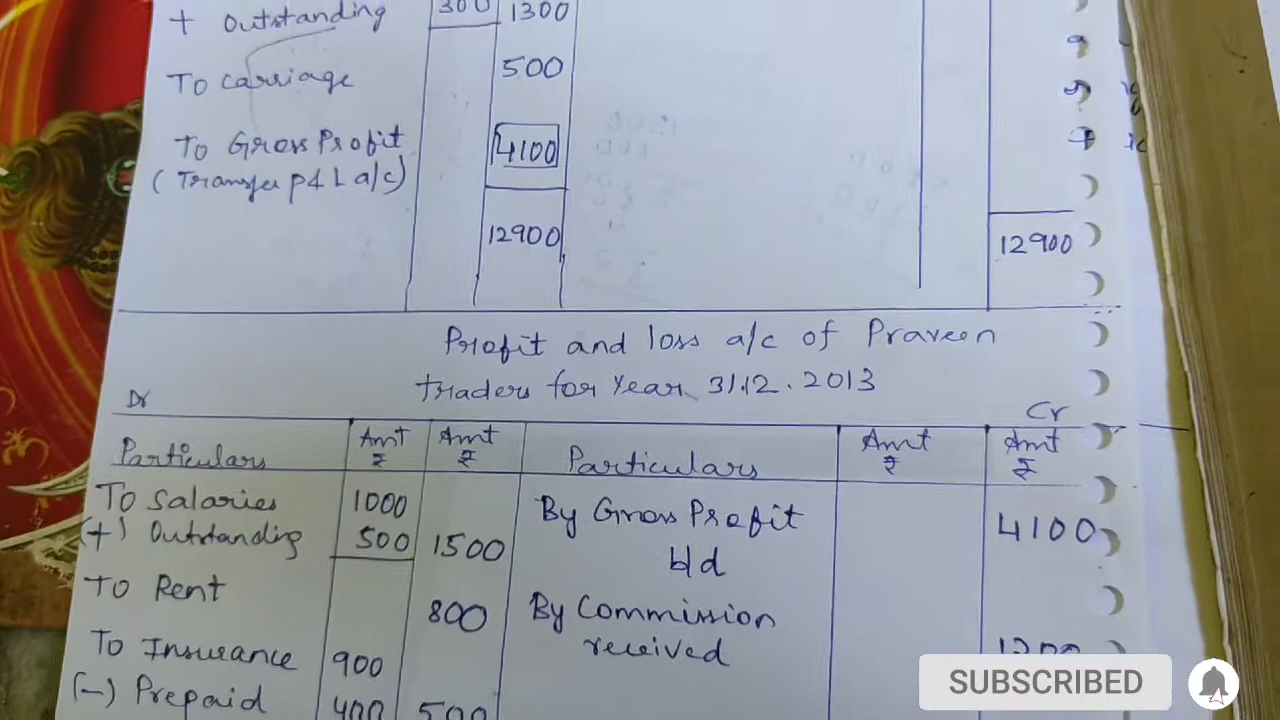 + Outstanding 300 1300
To Carriage 500
To Gross Profit 4100
(Transfer P & L a/c)
12900 12900
Profit and loss a/c of Praveen
traders for Year 31.12.2013
Dr Cr
Particulars Amt ₹ Amt ₹ Particulars Amt ₹ Amt ₹
To Salaries 1000 By Gross Profit 4100
(+) Outstanding 500 1500 b/d
To Rent 800 By Commission
received 1200
To Insurance 900
(-) Prepaid 400 500
SUBSCRIBED